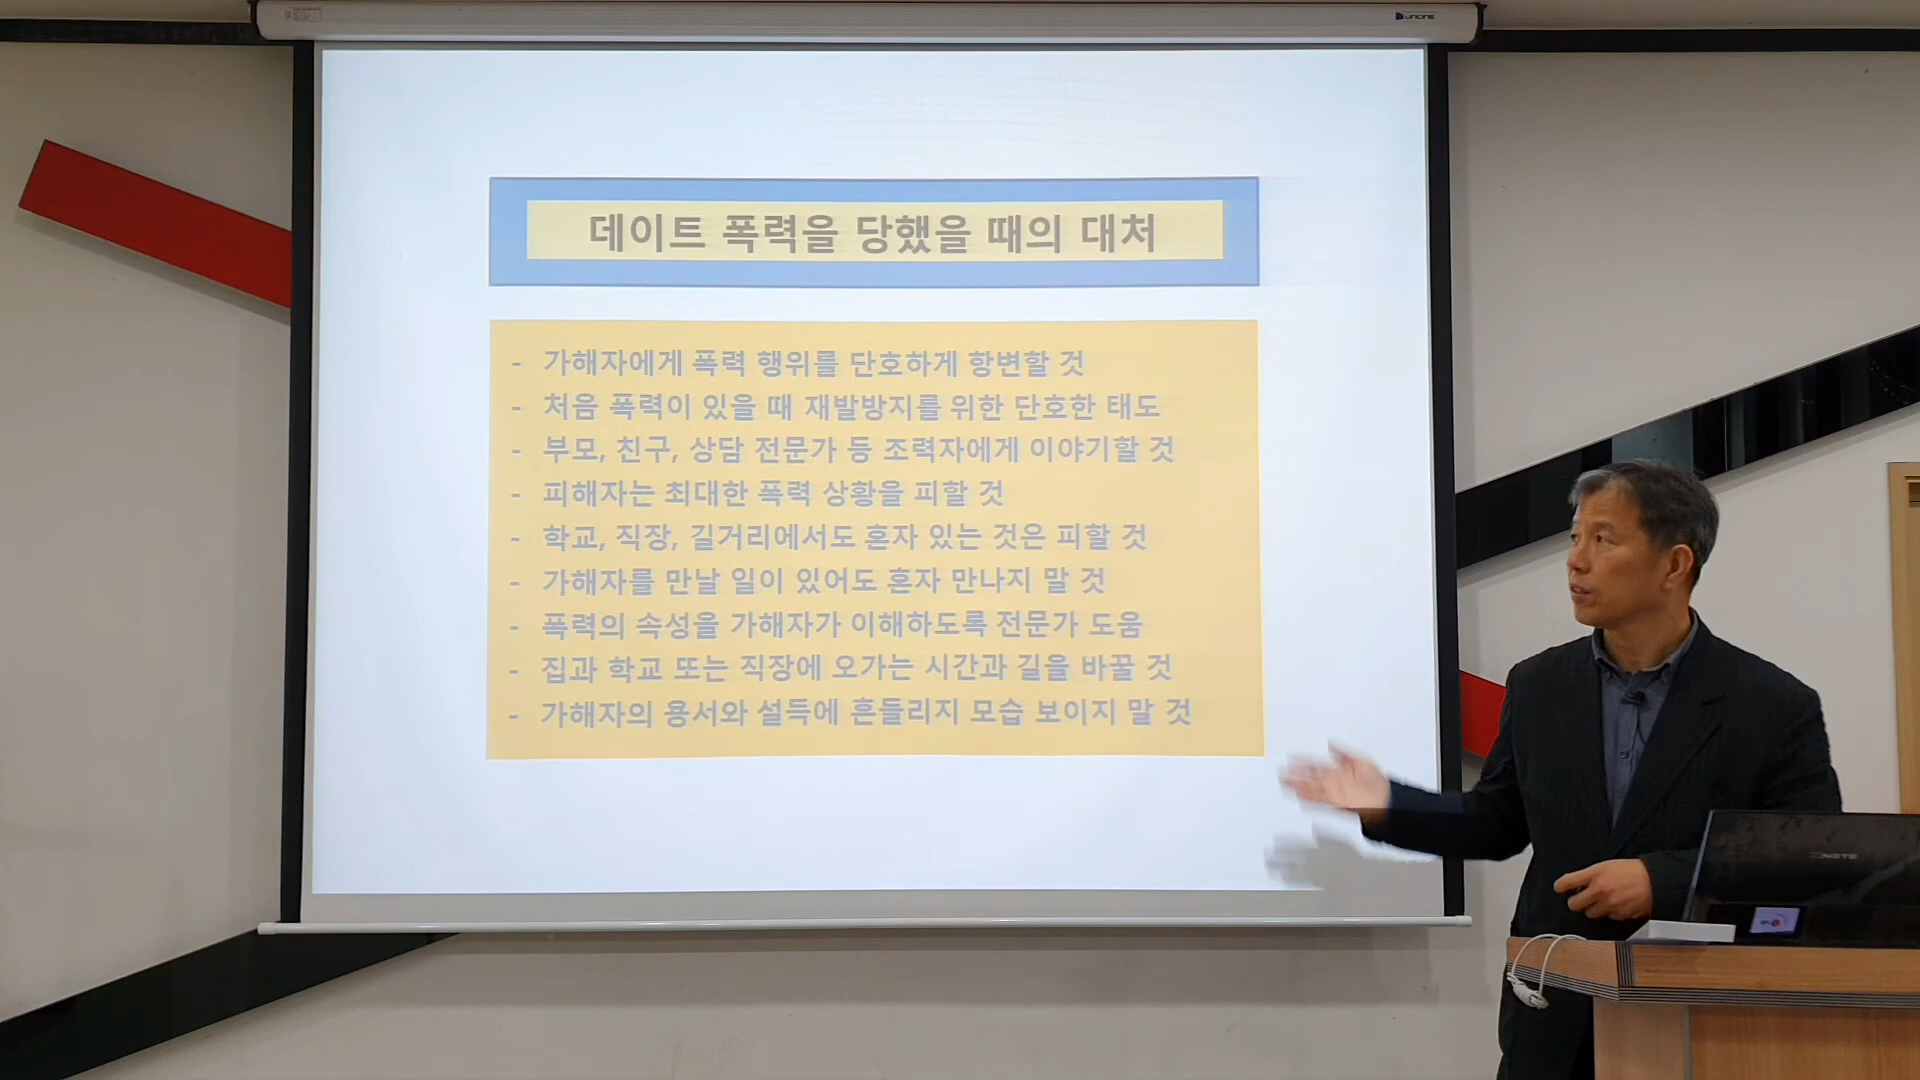 UNCINE
데이트 폭력을 당했을 때의 대처
- 가해자에게 폭력 행위를 단호하게 항변할 것
- 처음 폭력이 있을 때 재발방지를 위한 단호한 태도
- 부모, 친구, 상담 전문가 등 조력자에게 이야기할 것
- 피해자는 최대한 폭력 상황을 피할 것
- 학교, 직장, 길거리에서도 혼자 있는 것은 피할 것
- 가해자를 만날 일이 있어도 혼자 만나지 말 것
- 폭력의 속성을 가해자가 이해하도록 전문가 도움
- 집과 학교 또는 직장에 오가는 시간과 길을 바꿀 것
- 가해자의 용서와 설득에 흔들리지 모습 보이지 말 것